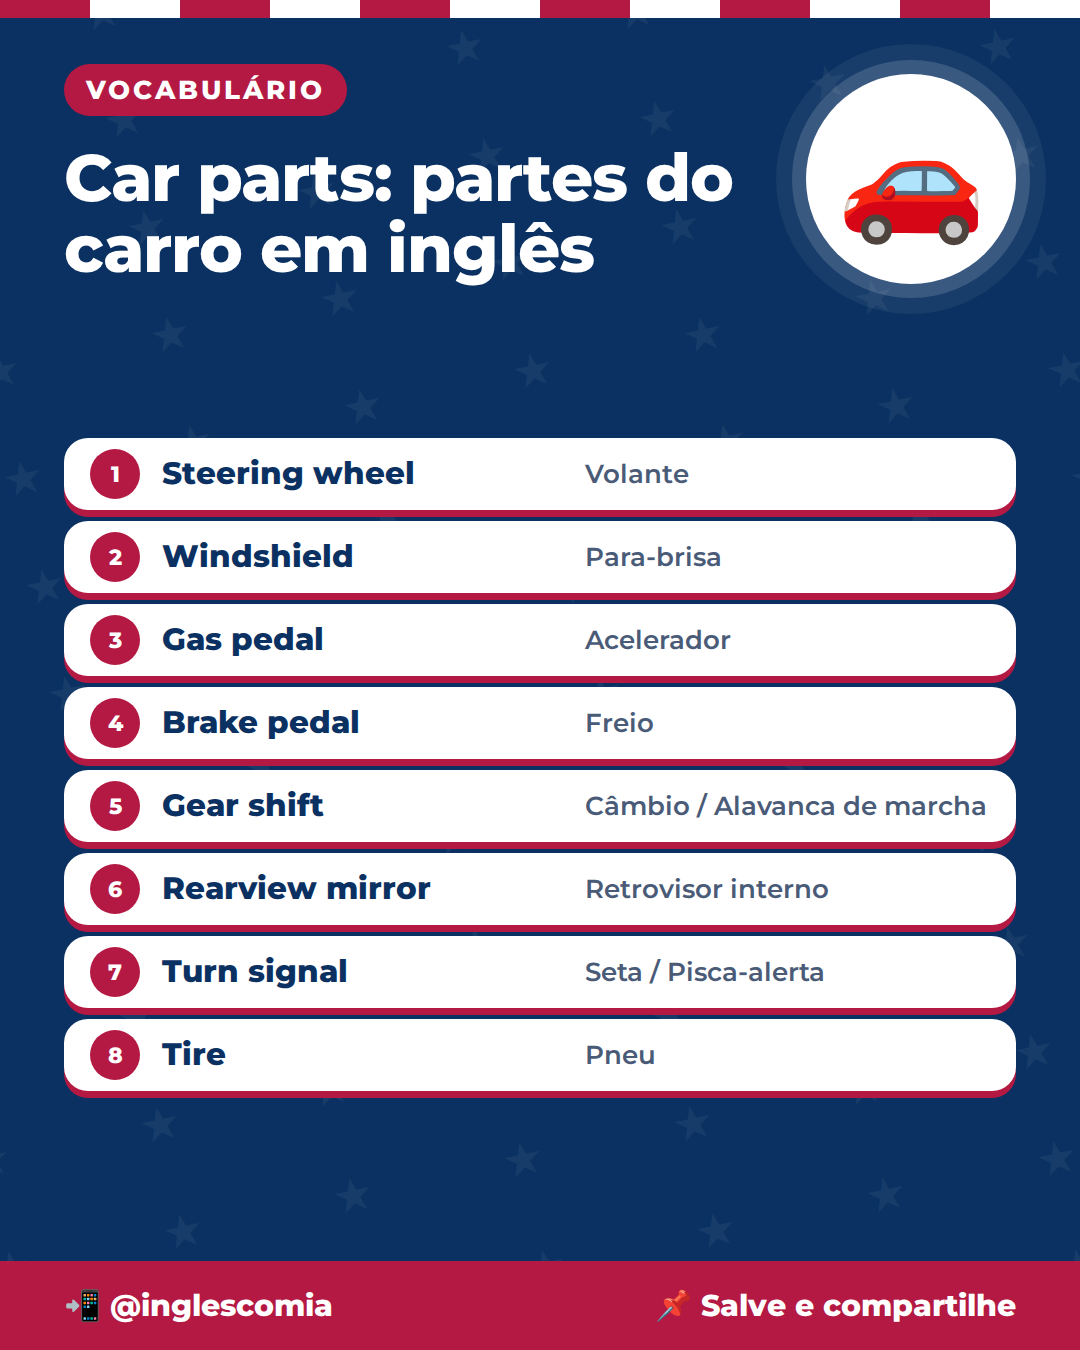 VOCABULÁRIO
Car parts: partes do
carro em inglês
1 Steering wheel Volante
2 Windshield Para-brisa
3 Gas pedal Acelerador
4 Brake pedal Freio
5 Gear shift Câmbio / Alavanca de marcha
6 Rearview mirror Retrovisor interno
7 Turn signal Seta / Pisca-alerta
8 Tire Pneu
@inglescomia Salve e compartilhe